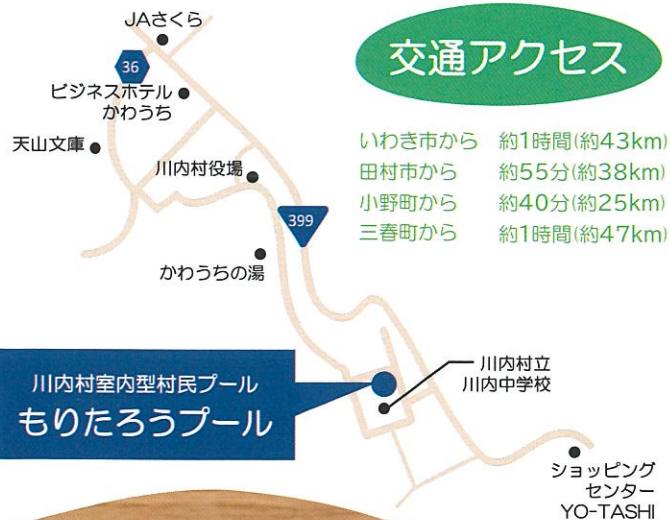 JAさくら
交通アクセス
36
ビジネスホテル
かわうち
天山文庫
川内村役場
いわき市から 約1時間(約43km)
田村市から 約55分(約38km)
小野町から 約40分(約25km)
三春町から 約1時間(約47km)
399
かわうちの湯
川内村立
川内中学校
川内村室内型村民プール
もりたろうプール
ショッピング
センター
YO-TASHI